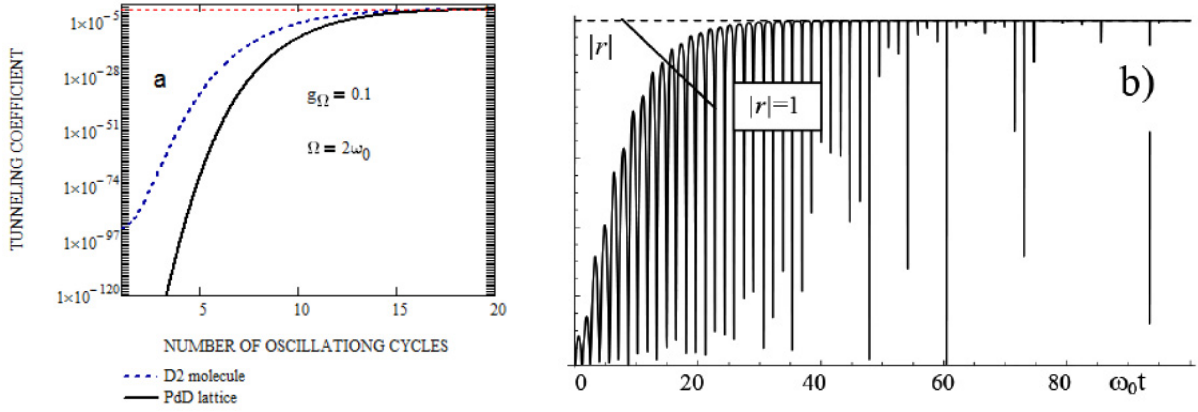 1×10⁻⁵
1×10⁻²⁸
1×10⁻⁵¹
1×10⁻⁷⁴
1×10⁻⁹⁷
1×10⁻¹²⁰
TUNNELING COEFFICIENT
a
g_Ω = 0.1
Ω = 2ω₀
5
10
15
20
NUMBER OF OSCILLATIONG CYCLES
D2 molecule
PdD lattice
|r|
|r|=1
b)
0
20
40
60
80
ω₀t